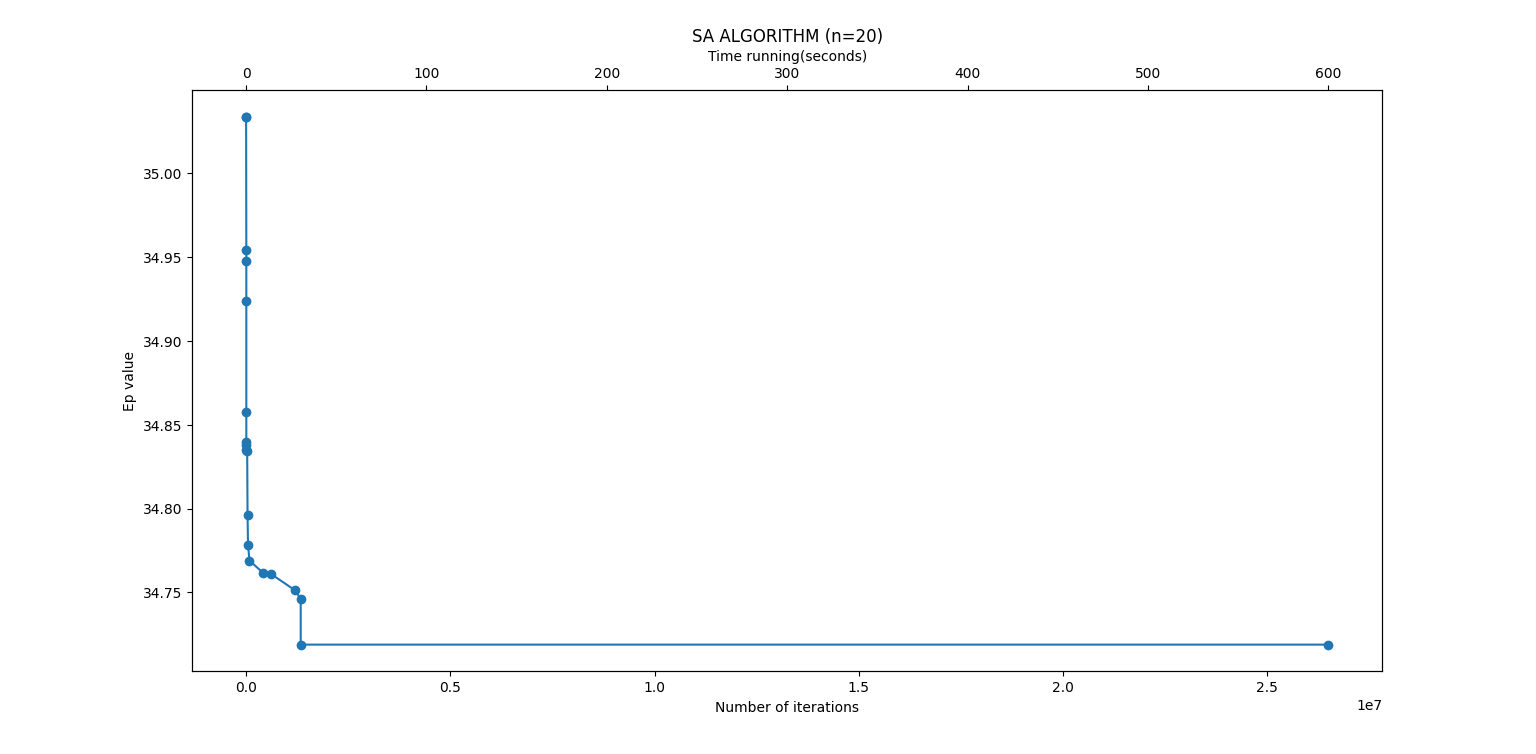 SA ALGORITHM (n=20)
Time running(seconds)
0 100 200 300 400 500 600
35.00
34.95
34.90
34.85
34.80
34.75
Ep value
0.0 0.5 1.0 1.5 2.0 2.5
1e7
Number of iterations